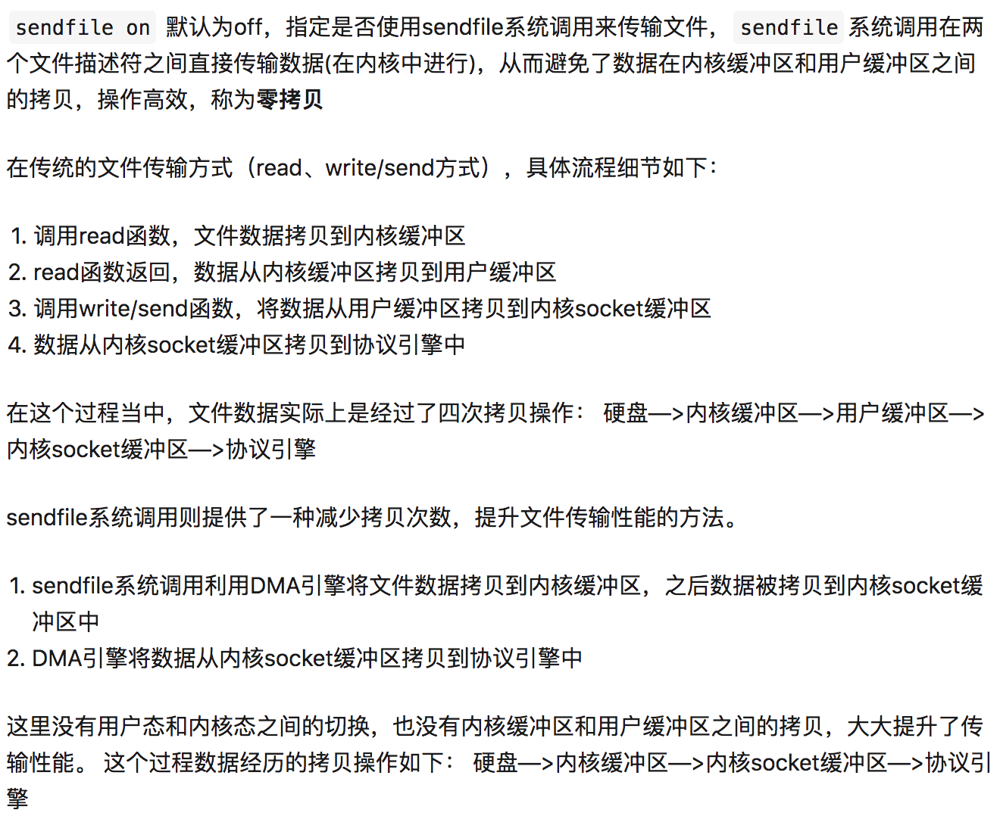 sendfile on 默认为off，指定是否使用sendfile系统调用来传输文件， sendfile 系统调用在两
个文件描述符之间直接传输数据(在内核中进行)，从而避免了数据在内核缓冲区和用户缓冲区之间
的拷贝，操作高效，称为零拷贝
在传统的文件传输方式（read、write/send方式），具体流程细节如下：
1. 调用read函数，文件数据拷贝到内核缓冲区
2. read函数返回，数据从内核缓冲区拷贝到用户缓冲区
3. 调用write/send函数，将数据从用户缓冲区拷贝到内核socket缓冲区
4. 数据从内核socket缓冲区拷贝到协议引擎中
在这个过程当中，文件数据实际上是经过了四次拷贝操作： 硬盘—>内核缓冲区—>用户缓冲区—>
内核socket缓冲区—>协议引擎
sendfile系统调用则提供了一种减少拷贝次数，提升文件传输性能的方法。
1. sendfile系统调用利用DMA引擎将文件数据拷贝到内核缓冲区，之后数据被拷贝到内核socket缓
冲区中
2. DMA引擎将数据从内核socket缓冲区拷贝到协议引擎中
这里没有用户态和内核态之间的切换，也没有内核缓冲区和用户缓冲区之间的拷贝，大大提升了传
输性能。 这个过程数据经历的拷贝操作如下： 硬盘—>内核缓冲区—>内核socket缓冲区—>协议引
擎